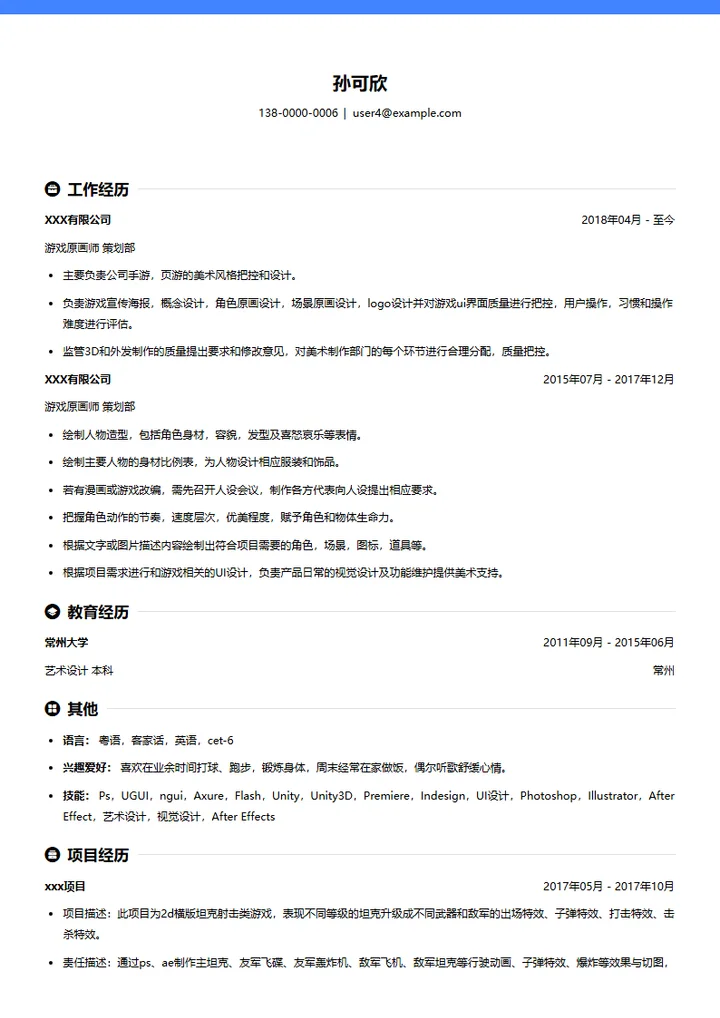 孙可欣
138-0000-0006 | user4@example.com
工作经历
XXX有限公司 2018年04月 - 至今
游戏原画师 策划部
• 主要负责公司手游，页游的美术风格把控和设计。
• 负责游戏宣传海报，概念设计，角色原画设计，场景原画设计，logo设计并对游戏ui界面质量进行把控，用户操作，习惯和操作
难度进行评估。
• 监管3D和外发制作的质量提出要求和修改意见，对美术制作部门的每个环节进行合理分配，质量把控。
XXX有限公司 2015年07月 - 2017年12月
游戏原画师 策划部
• 绘制人物造型，包括角色身材，容貌，发型及喜怒哀乐等表情。
• 绘制主要人物的身材比例表，为人物设计相应服装和饰品。
• 若有漫画或游戏改编，需先召开人设会议，制作各方代表向人设提出相应要求。
• 把握角色动作的节奏，速度层次，优美程度，赋予角色和物体生命力。
• 根据文字或图片描述内容绘制出符合项目需要的角色，场景，图标，道具等。
• 根据项目需求进行和游戏相关的UI设计，负责产品日常的视觉设计及功能维护提供美术支持。
教育经历
常州大学 2011年09月 - 2015年06月
艺术设计 本科 常州
其他
• 语言： 粤语，客家话，英语，cet-6
• 兴趣爱好： 喜欢在业余时间打球、跑步，锻炼身体，周末经常在家做饭，偶尔听歌舒缓心情。
• 技能： Ps，UGUI，ngui，Axure，Flash，Unity，Unity3D，Premiere，Indesign，UI设计，Photoshop，Illustrator，After
Effect，艺术设计，视觉设计，After Effects
项目经历
xxx项目 2017年05月 - 2017年10月
• 项目描述：此项目为2d横版坦克射击类游戏，表现不同等级的坦克升级成不同武器和敌军的出场特效、子弹特效、打击特效、击
杀特效。
• 责任描述：通过ps、ae制作主坦克、友军飞碟、友军轰炸机、敌军飞机、敌军坦克等行驶动画、子弹特效、爆炸等效果与切图，